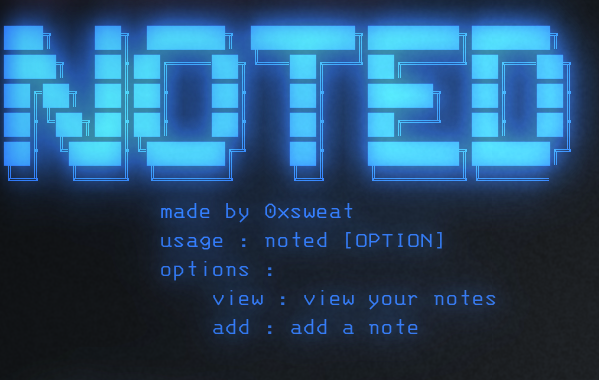 NOTED
made by 0xsweat
usage : noted [OPTION]
options :
view : view your notes
add : add a note